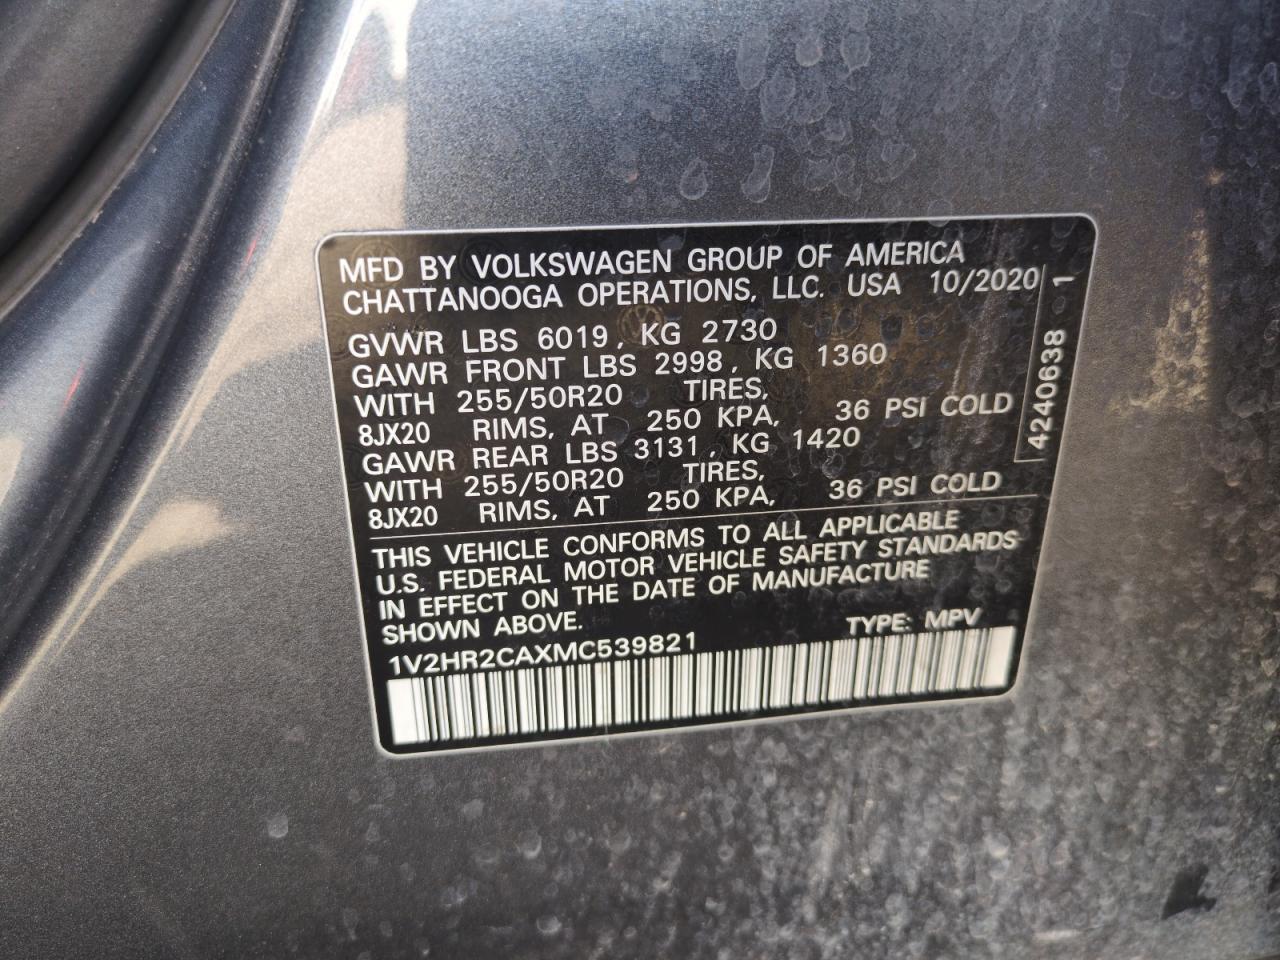 MFD BY VOLKSWAGEN GROUP OF AMERICA
CHATTANOOGA OPERATIONS, LLC. USA 10/2020
GVWR LBS 6019, KG 2730
GAWR FRONT LBS 2998, KG 1360
WITH 255/50R20 TIRES,
8JX20 RIMS, AT 250 KPA, 36 PSI COLD
GAWR REAR LBS 3131, KG 1420
WITH 255/50R20 TIRES,
8JX20 RIMS, AT 250 KPA, 36 PSI COLD
4240638 1
THIS VEHICLE CONFORMS TO ALL APPLICABLE
U.S. FEDERAL MOTOR VEHICLE SAFETY STANDARDS
IN EFFECT ON THE DATE OF MANUFACTURE
SHOWN ABOVE.
1V2HR2CAXMC539821 TYPE: MPV